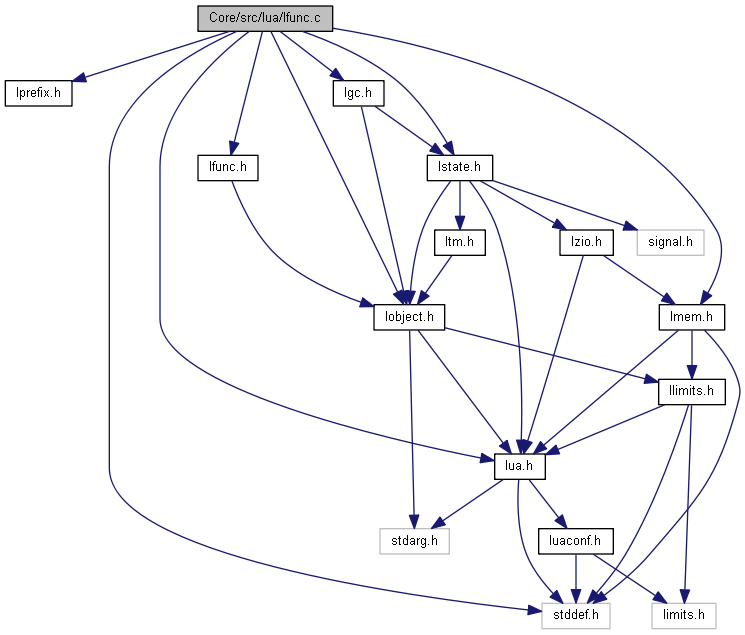 Core/src/lua/lfunc.c
lprefix.h
lgc.h
lfunc.h
lstate.h
ltm.h
lzio.h
signal.h
lobject.h
lmem.h
llimits.h
lua.h
stdarg.h
luaconf.h
stddef.h
limits.h